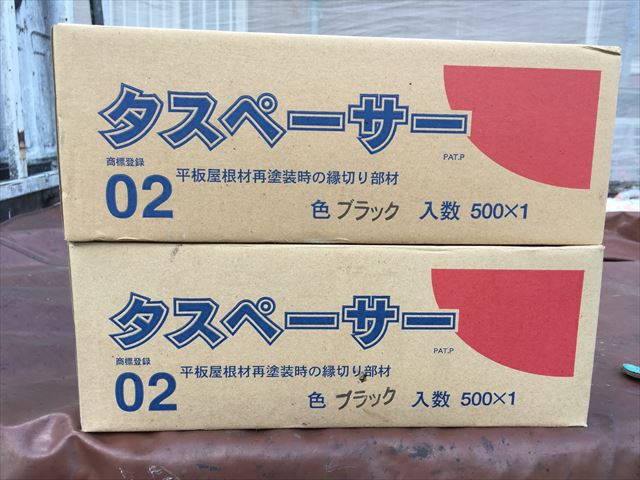 タスペーサー
PAT.P
商標登録
02 平板屋根材再塗装時の縁切り部材
色 ブラック 入数 500×1
タスペーサー
PAT.P
商標登録
02 平板屋根材再塗装時の縁切り部材
色 ブラック 入数 500×1